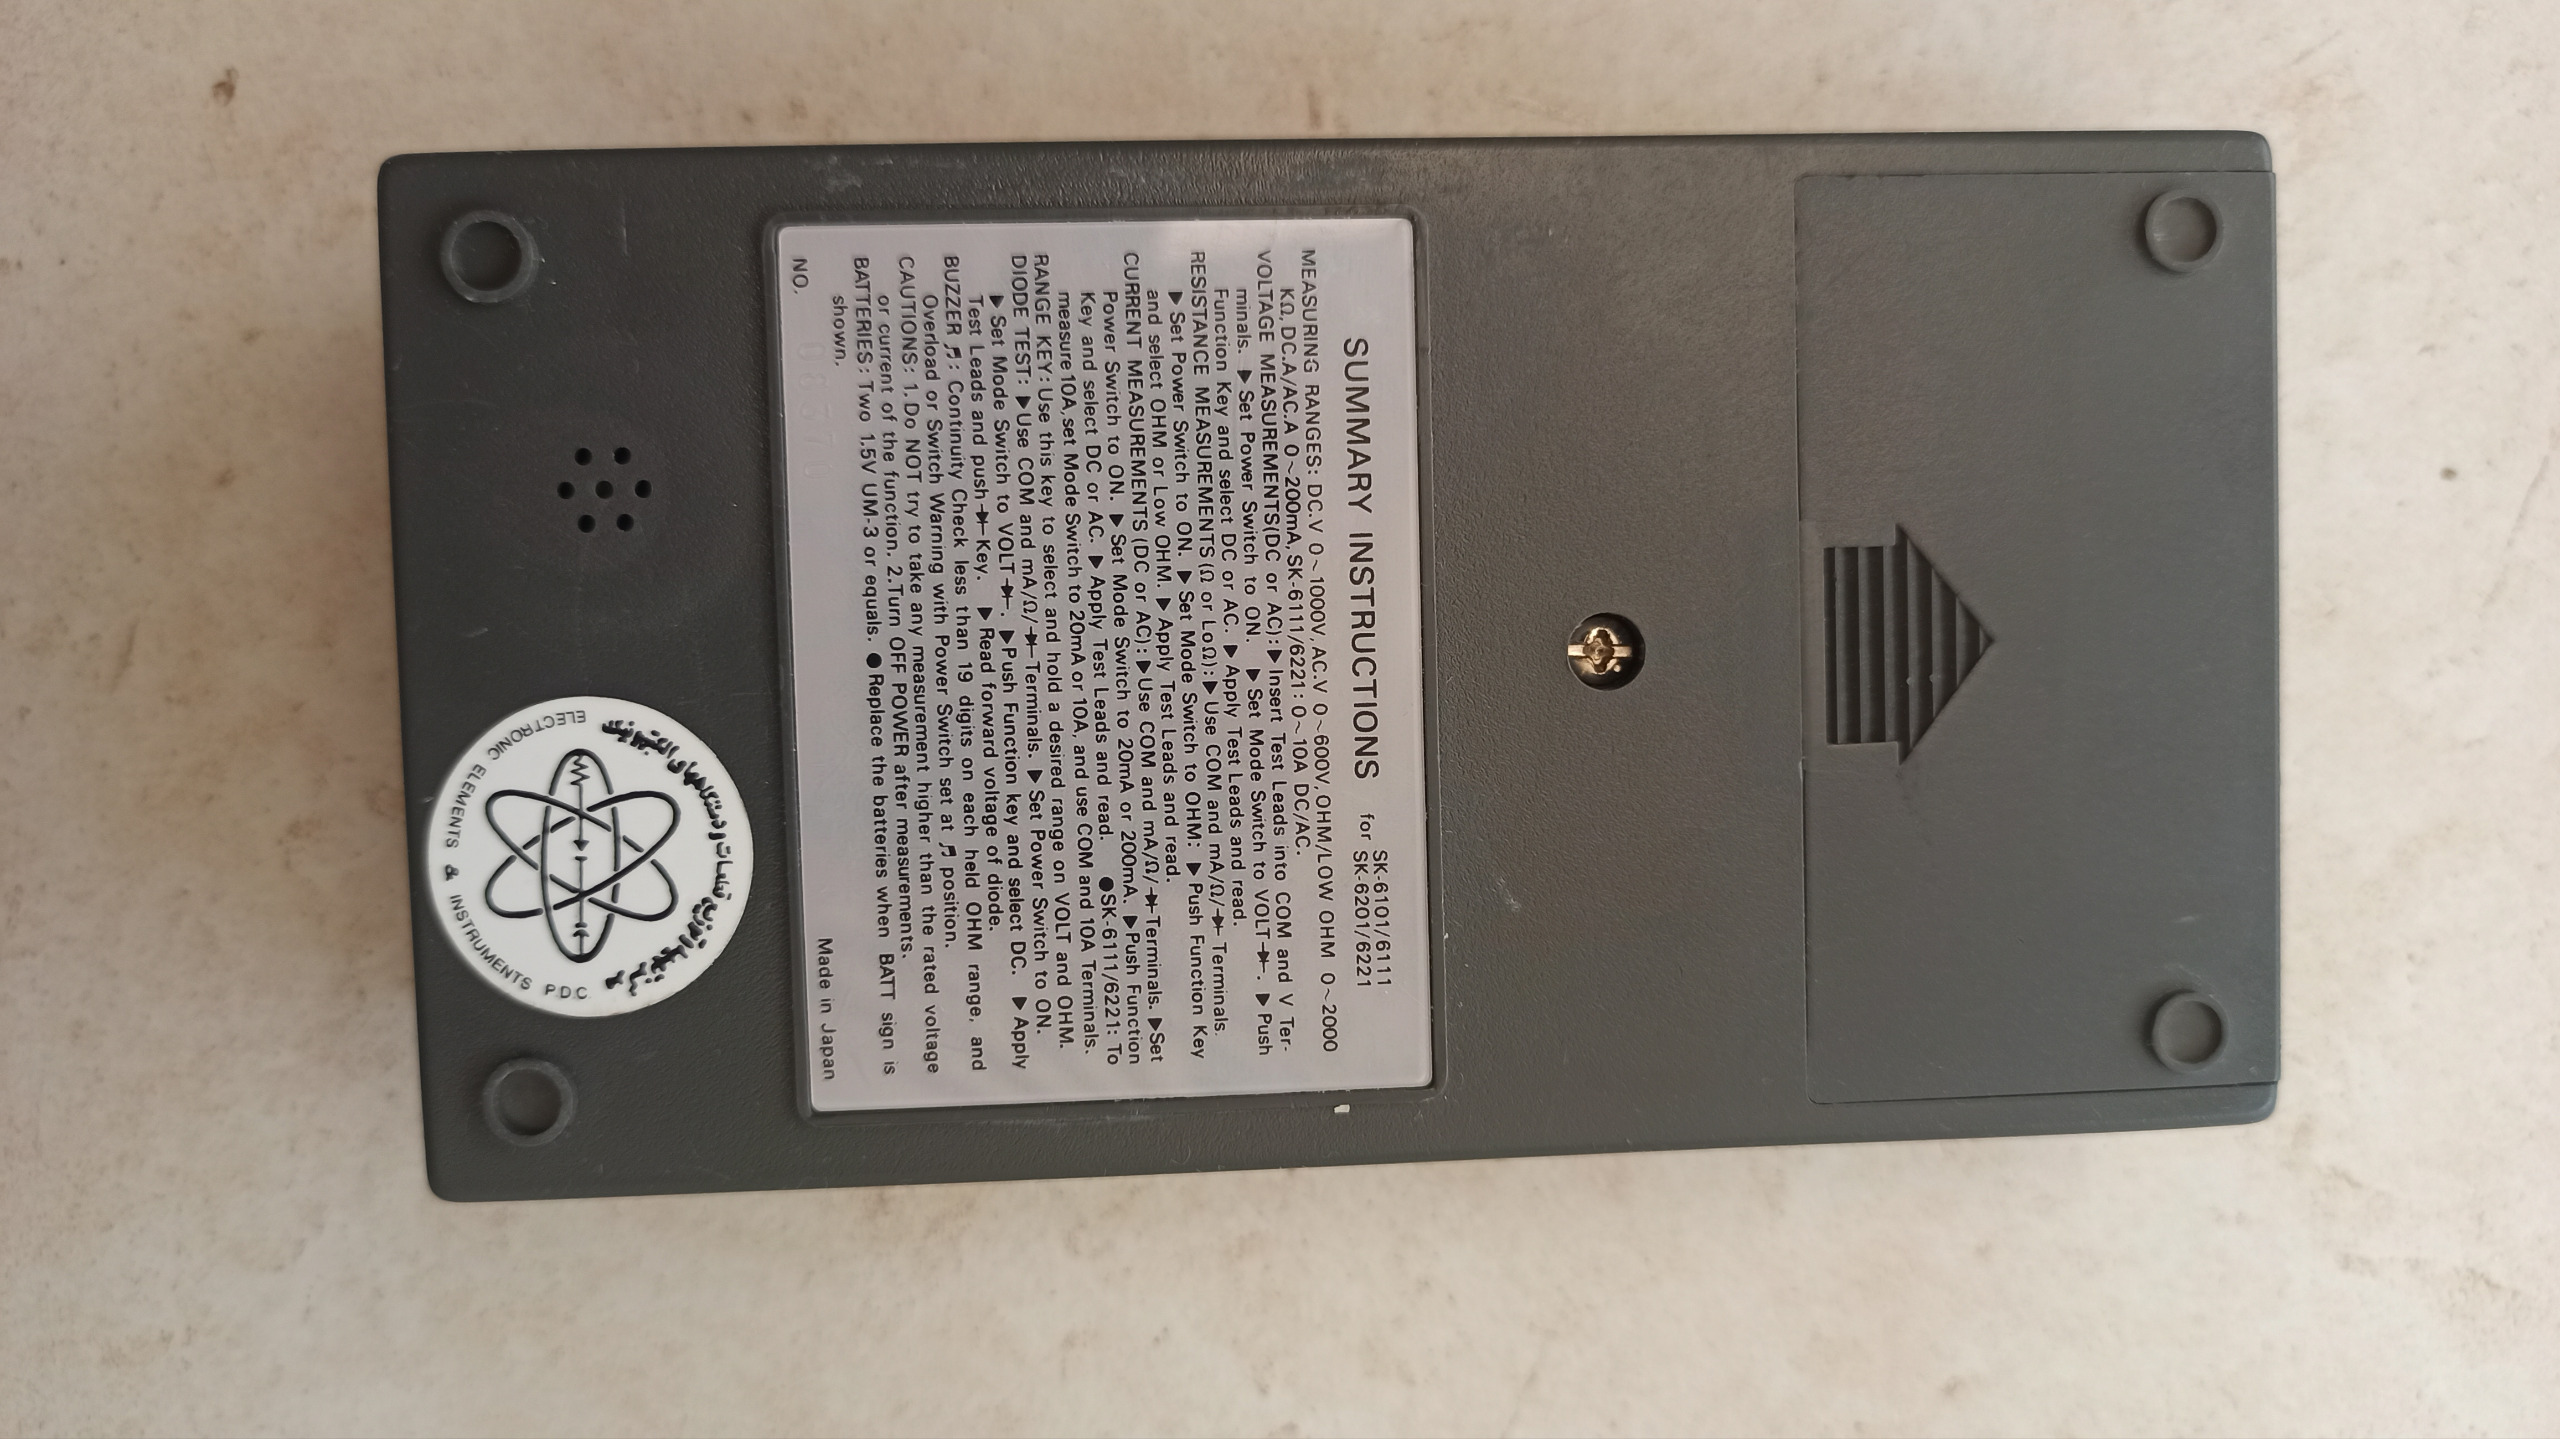 SUMMARY INSTRUCTIONS for SK-6101/6111
SK-6201/6221
MEASURING RANGES: DC.V 0~1000V, AC.V 0~600V, OHM/LOW OHM 0~2000
KΩ, DC.A/AC.A 0~200mA, SK-6111/6221: 0~10A DC/AC.
VOLTAGE MEASUREMENTS(DC or AC):▶Insert Test Leads into COM and V Ter-
minals. ▶Set Power Switch to ON. ▶Set Mode Switch to VOLT-▶+. ▶Push
Function Key and select DC or AC. ▶Apply Test Leads and read.
RESISTANCE MEASUREMENTS(Ω or LoΩ):▶Use COM and mA/Ω/-▶+ Terminals.
▶Set Power Switch to ON. ▶Set Mode Switch to OHM: ▶Push Function Key
and select OHM or Low OHM. ▶Apply Test Leads and read.
CURRENT MEASUREMENTS (DC or AC):▶Use COM and mA/Ω/-▶+Terminals. ▶Set
Power Switch to ON. ▶Set Mode Switch to 20mA or 200mA. ▶Push Function
Key and select DC or AC. ▶Apply Test Leads and read. ●SK-6111/6221: To
measure 10A, set Mode Switch to 20mA or 10A, and use COM and 10A Terminals.
RANGE KEY: Use this key to select and hold a desired range on VOLT and OHM.
DIODE TEST: ▶Use COM and mA/Ω/-▶+ Terminals. ▶Set Power Switch to ON.
▶Set Mode Switch to VOLT-▶+. ▶Push Function key and select DC. ▶Apply
Test Leads and push-▶+Key. ▶Read forward voltage of diode.
BUZZER ♬: Continuity Check less than 19 digits on each held OHM range, and
Overload or Switch Warning with Power Switch set at ♬ position.
CAUTIONS: 1. Do NOT try to take any measurement higher than the rated voltage
or current of the function. 2. Turn OFF POWER after measurements.
BATTERIES: Two 1.5V UM-3 or equals. ●Replace the batteries when BATT sign is
shown.
Made in Japan
NO.
قطعات و دستگاههای الکترونیک
ELECTRONIC ELEMENTS & INSTRUMENTS P.D.C